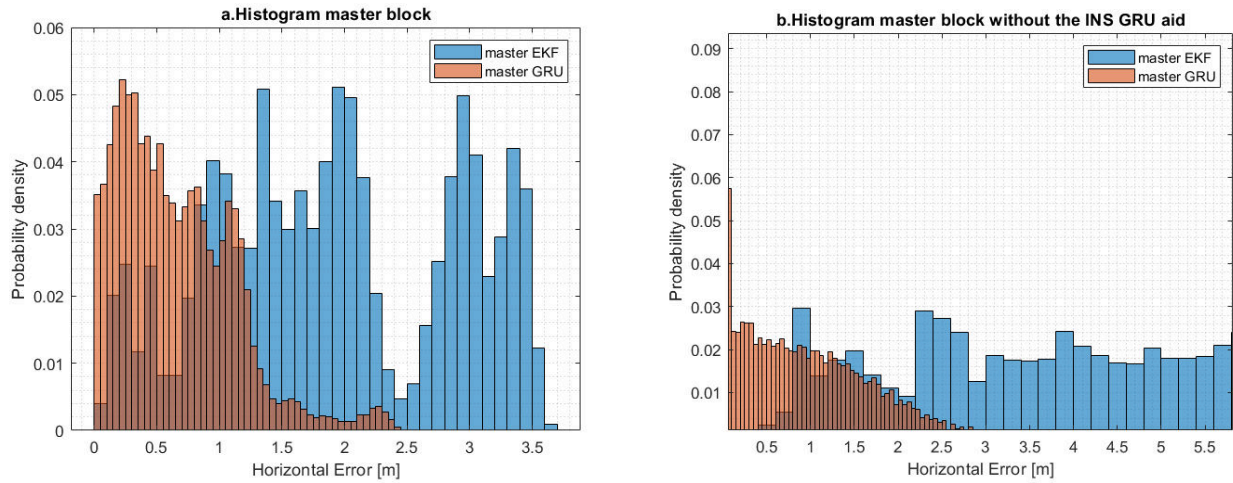 a.Histogram master block
0.06
0.05
0.04
0.03
0.02
0.01
0
Probability density
master EKF
master GRU
0 0.5 1 1.5 2 2.5 3 3.5
Horizontal Error [m]
b.Histogram master block without the INS GRU aid
0.09
0.08
0.07
0.06
0.05
0.04
0.03
0.02
0.01
Probability density
master EKF
master GRU
0.5 1 1.5 2 2.5 3 3.5 4 4.5 5 5.5
Horizontal Error [m]